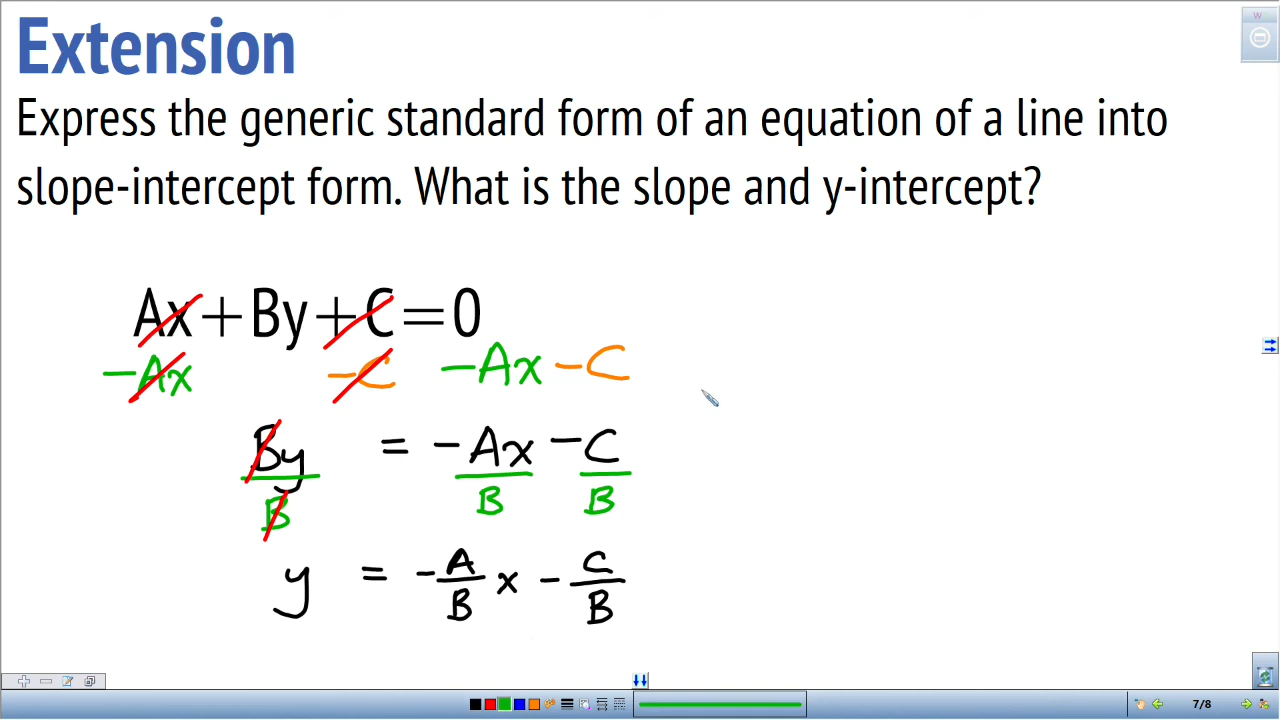 Extension
Express the generic standard form of an equation of a line into
slope-intercept form. What is the slope and y-intercept?
Ax+By+C=0
-Ax -C -Ax -C
By = -Ax -C
B B B
y = -A/B x - C/B
7/8
W